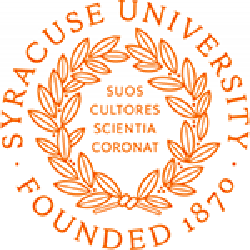 SYRACUSE UNIVERSITY
SUOS
CULTORES
SCIENTIA
CORONAT
· FOUNDED 1870 ·